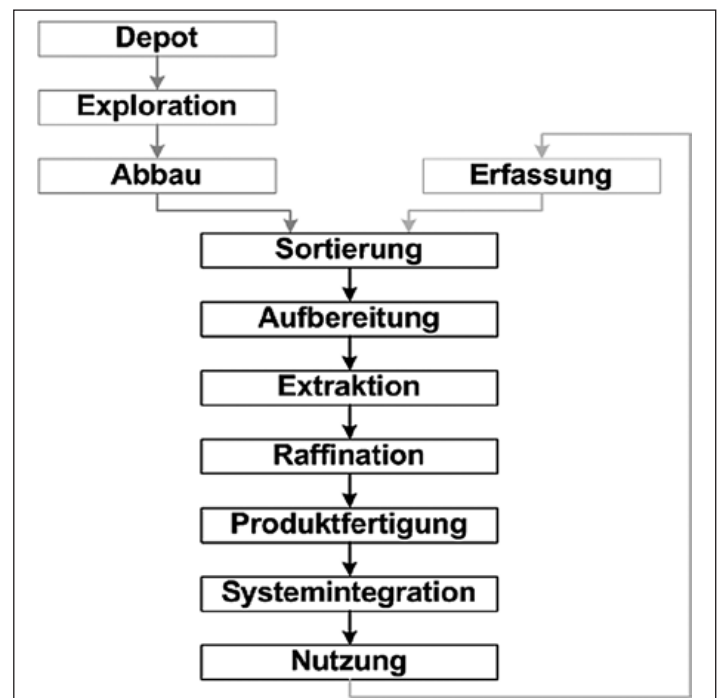 Depot
Exploration
Abbau
Erfassung
Sortierung
Aufbereitung
Extraktion
Raffination
Produktfertigung
Systemintegration
Nutzung